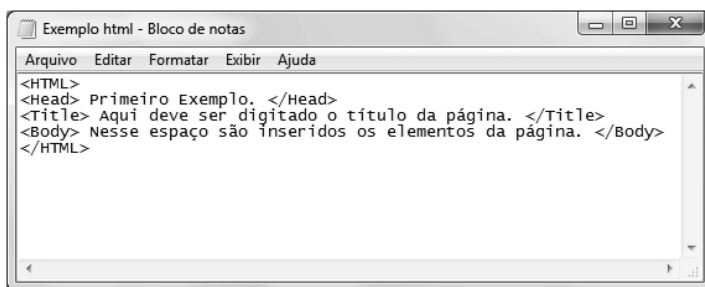 Exemplo html - Bloco de notas
Arquivo Editar Formatar Exibir Ajuda
<HTML>
<Head> Primeiro Exemplo. </Head>
<Title> Aqui deve ser digitado o título da página. </Title>
<Body> Nesse espaço são inseridos os elementos da página. </Body>
</HTML>